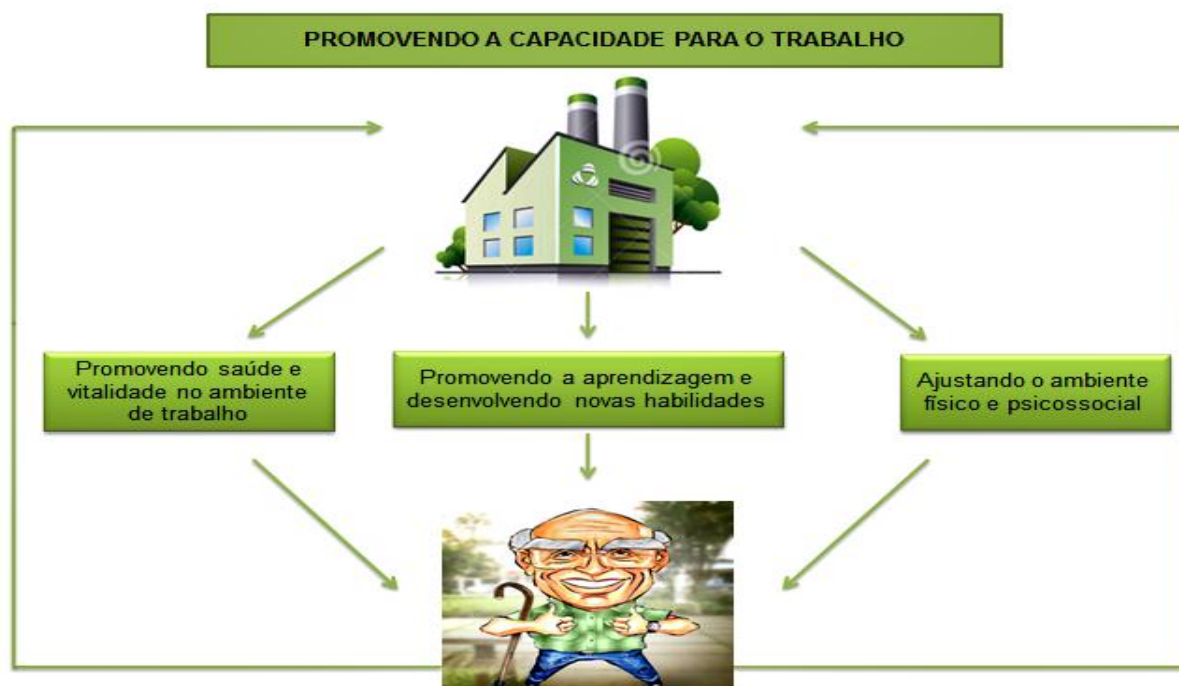 PROMOVENDO A CAPACIDADE PARA O TRABALHO
Promovendo saúde e
vitalidade no ambiente
de trabalho
Promovendo a aprendizagem e
desenvolvendo novas habilidades
Ajustando o ambiente
físico e psicossocial